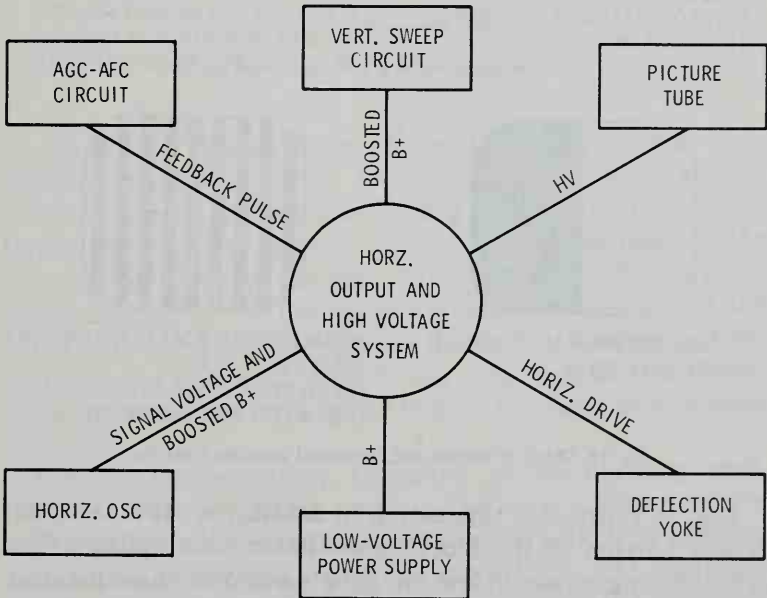 VERT. SWEEP
CIRCUIT
AGC-AFC
CIRCUIT
PICTURE
TUBE
BOOSTED
B+
FEEDBACK PULSE
HV
HORZ.
OUTPUT AND
HIGH VOLTAGE
SYSTEM
SIGNAL VOLTAGE AND
BOOSTED B+
B+
HORIZ. DRIVE
HORIZ. OSC
LOW-VOLTAGE
POWER SUPPLY
DEFLECTION
YOKE